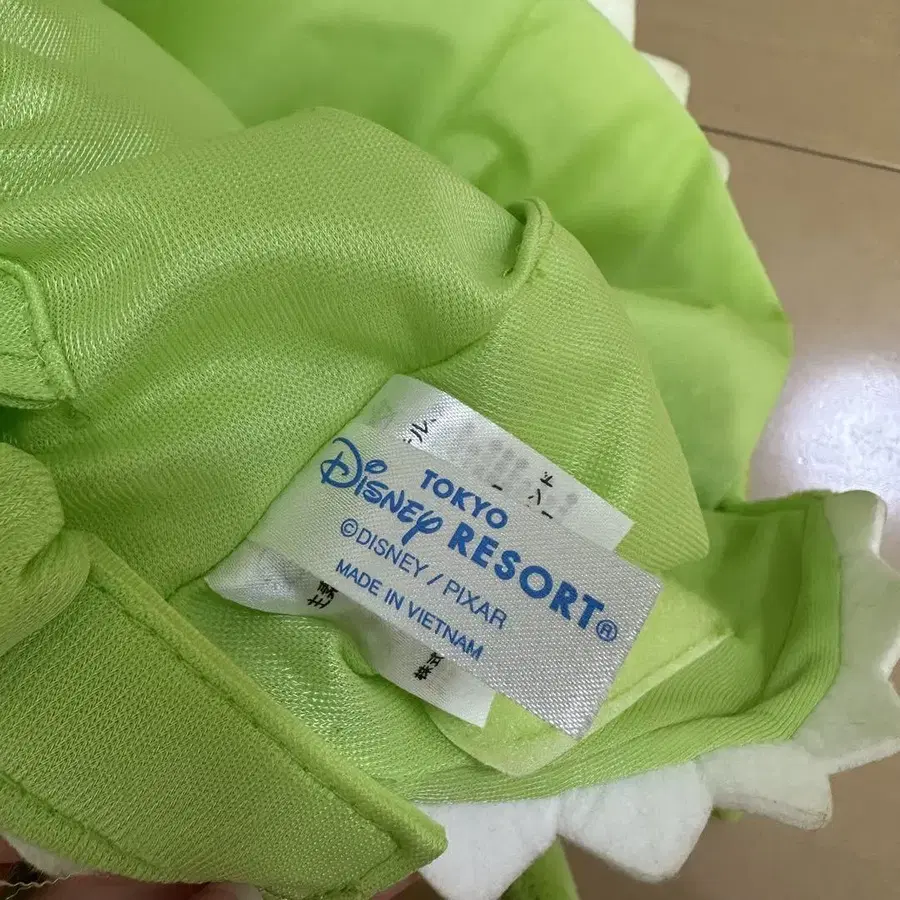 TOKYO
DISNEY RESORT®
©DISNEY / PIXAR
MADE IN VIETNAM